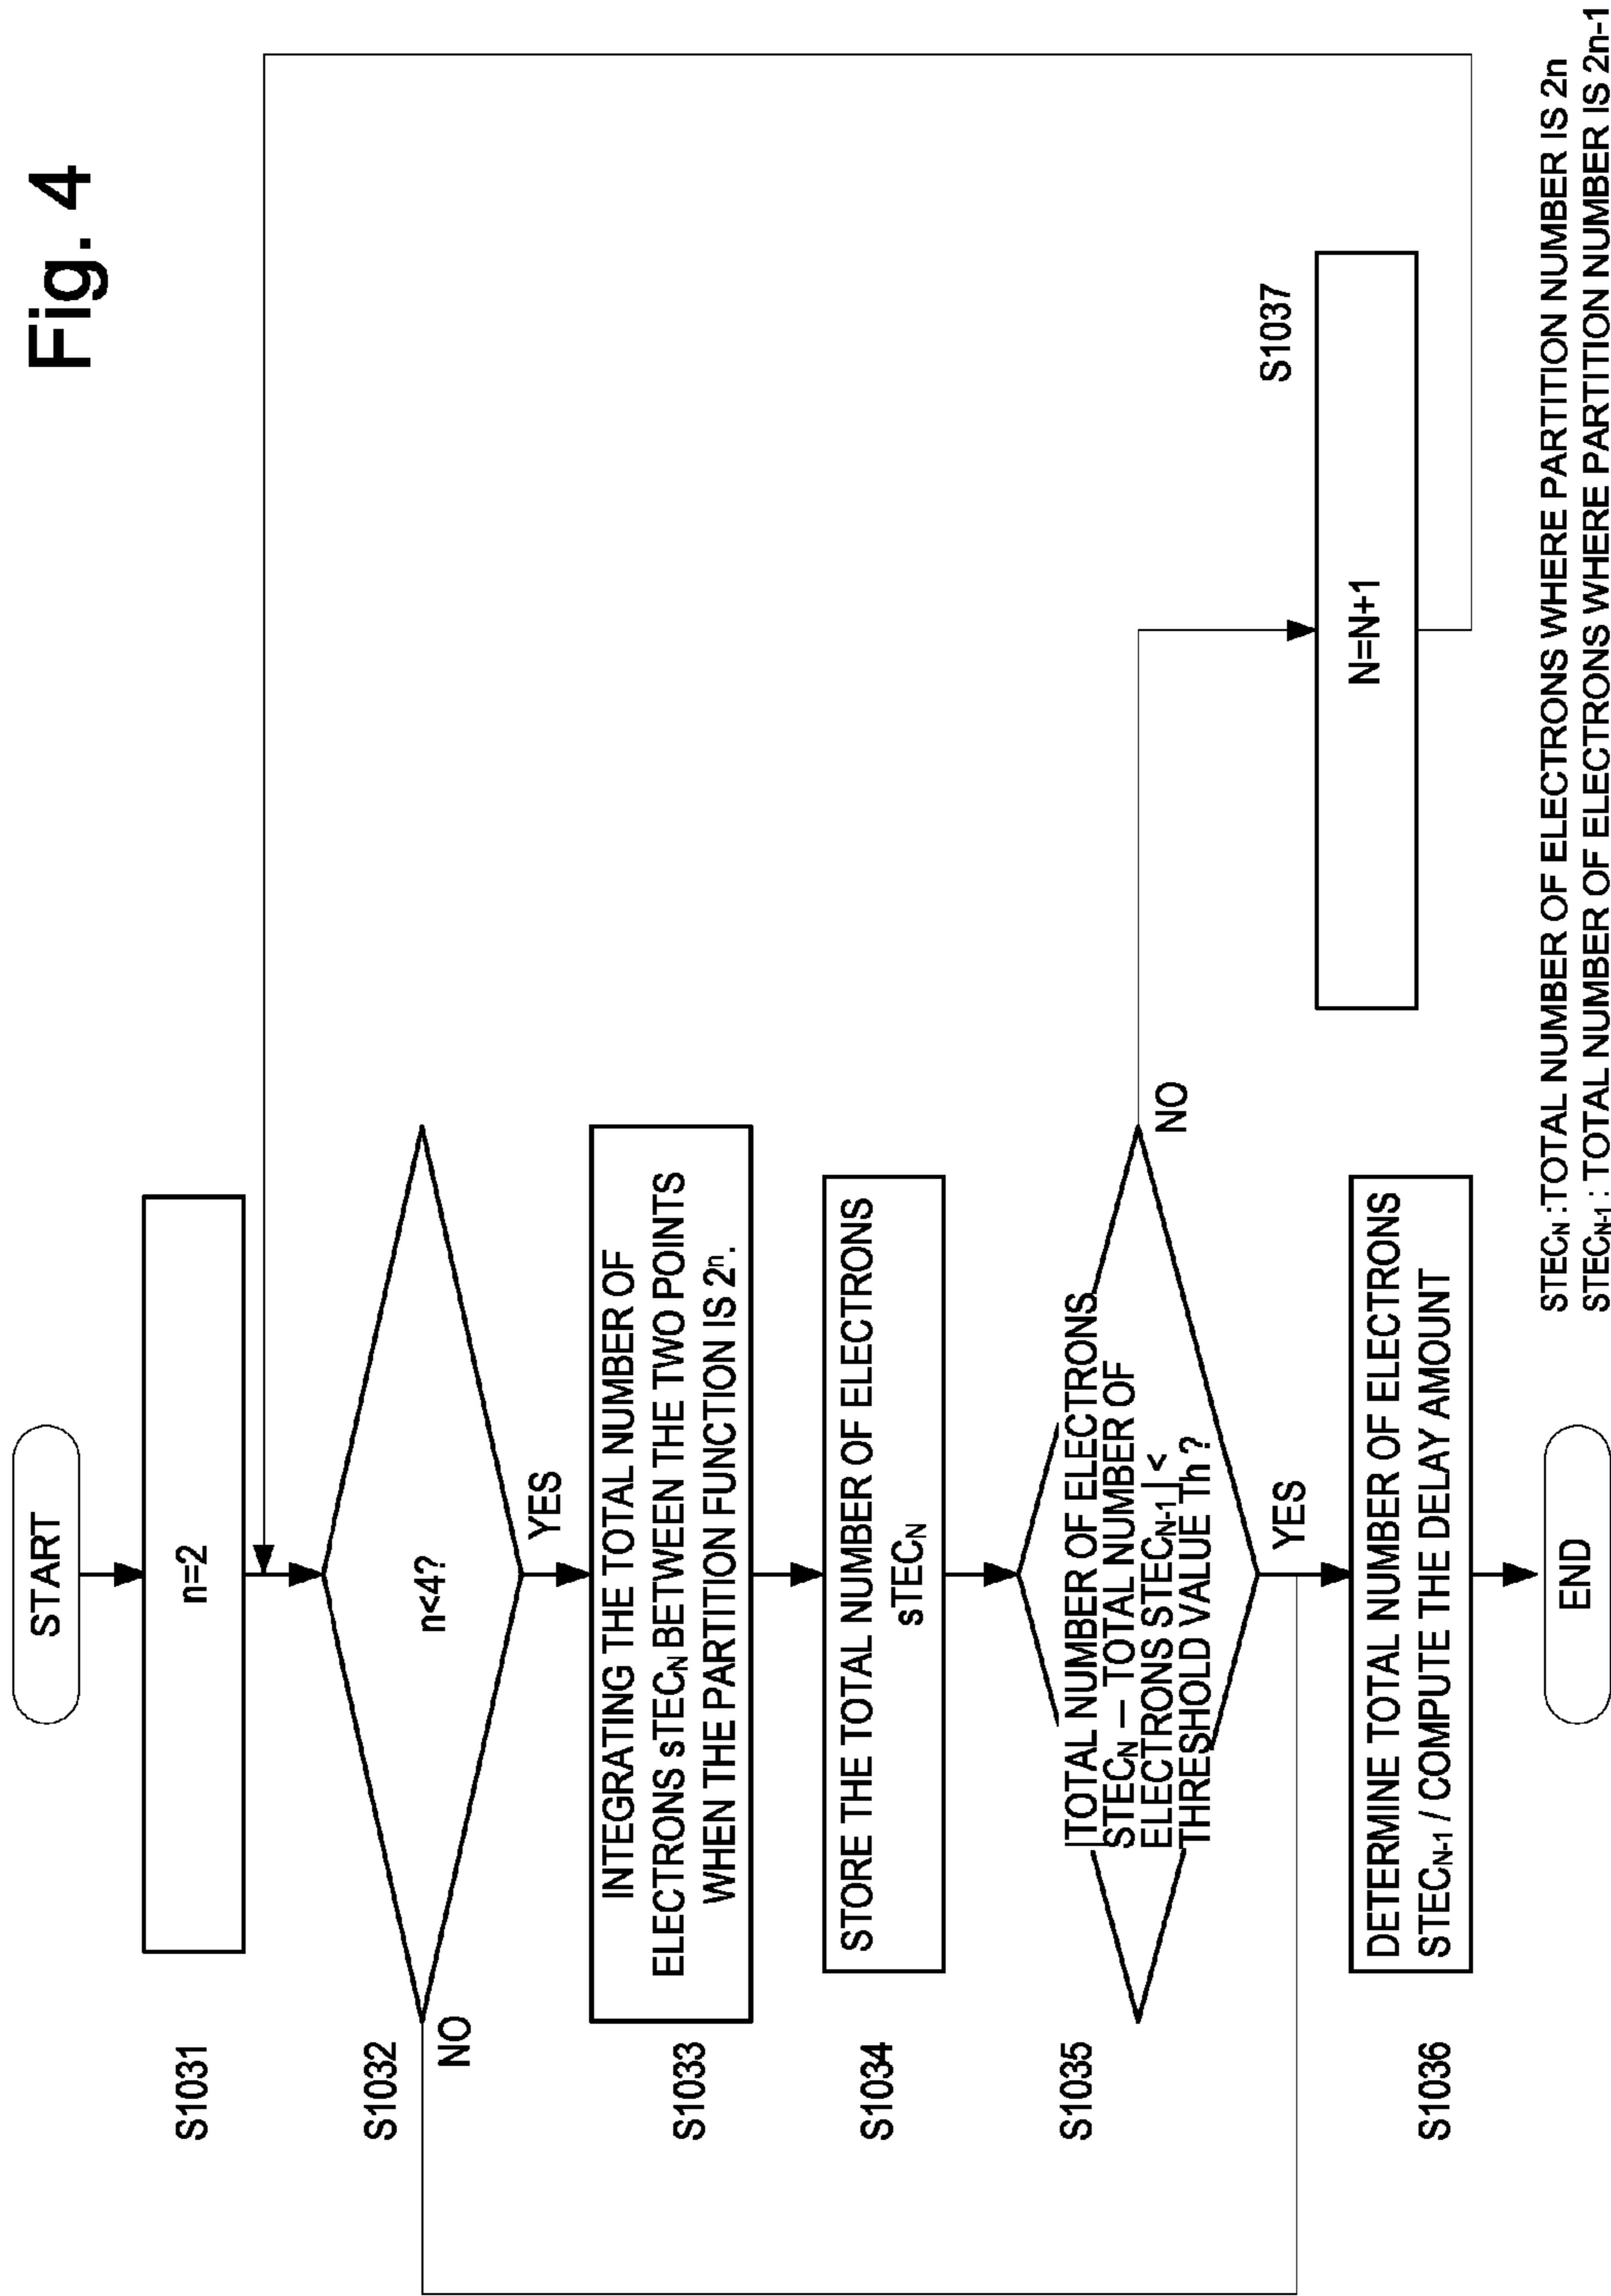 Fig. 4
START
S1031
n=2
S1032
n<4?
NO
YES
S1033
INTEGRATING THE TOTAL NUMBER OF
ELECTRONS sTECN BETWEEN THE TWO POINTS
WHEN THE PARTITION FUNCTION IS 2ⁿ.
S1034
STORE THE TOTAL NUMBER OF ELECTRONS
sTECN
S1035
|TOTAL NUMBER OF ELECTRONS
STECN – TOTAL NUMBER OF
ELECTRONS STECN-1 | <
THRESHOLD VALUE Th ?
NO
YES
S1037
N=N+1
S1036
DETERMINE TOTAL NUMBER OF ELECTRONS
STECN-1 / COMPUTE THE DELAY AMOUNT
END
STECN :TOTAL NUMBER OF ELECTRONS WHERE PARTITION NUMBER IS 2n
STECN-1 : TOTAL NUMBER OF ELECTRONS WHERE PARTITION NUMBER IS 2n-1